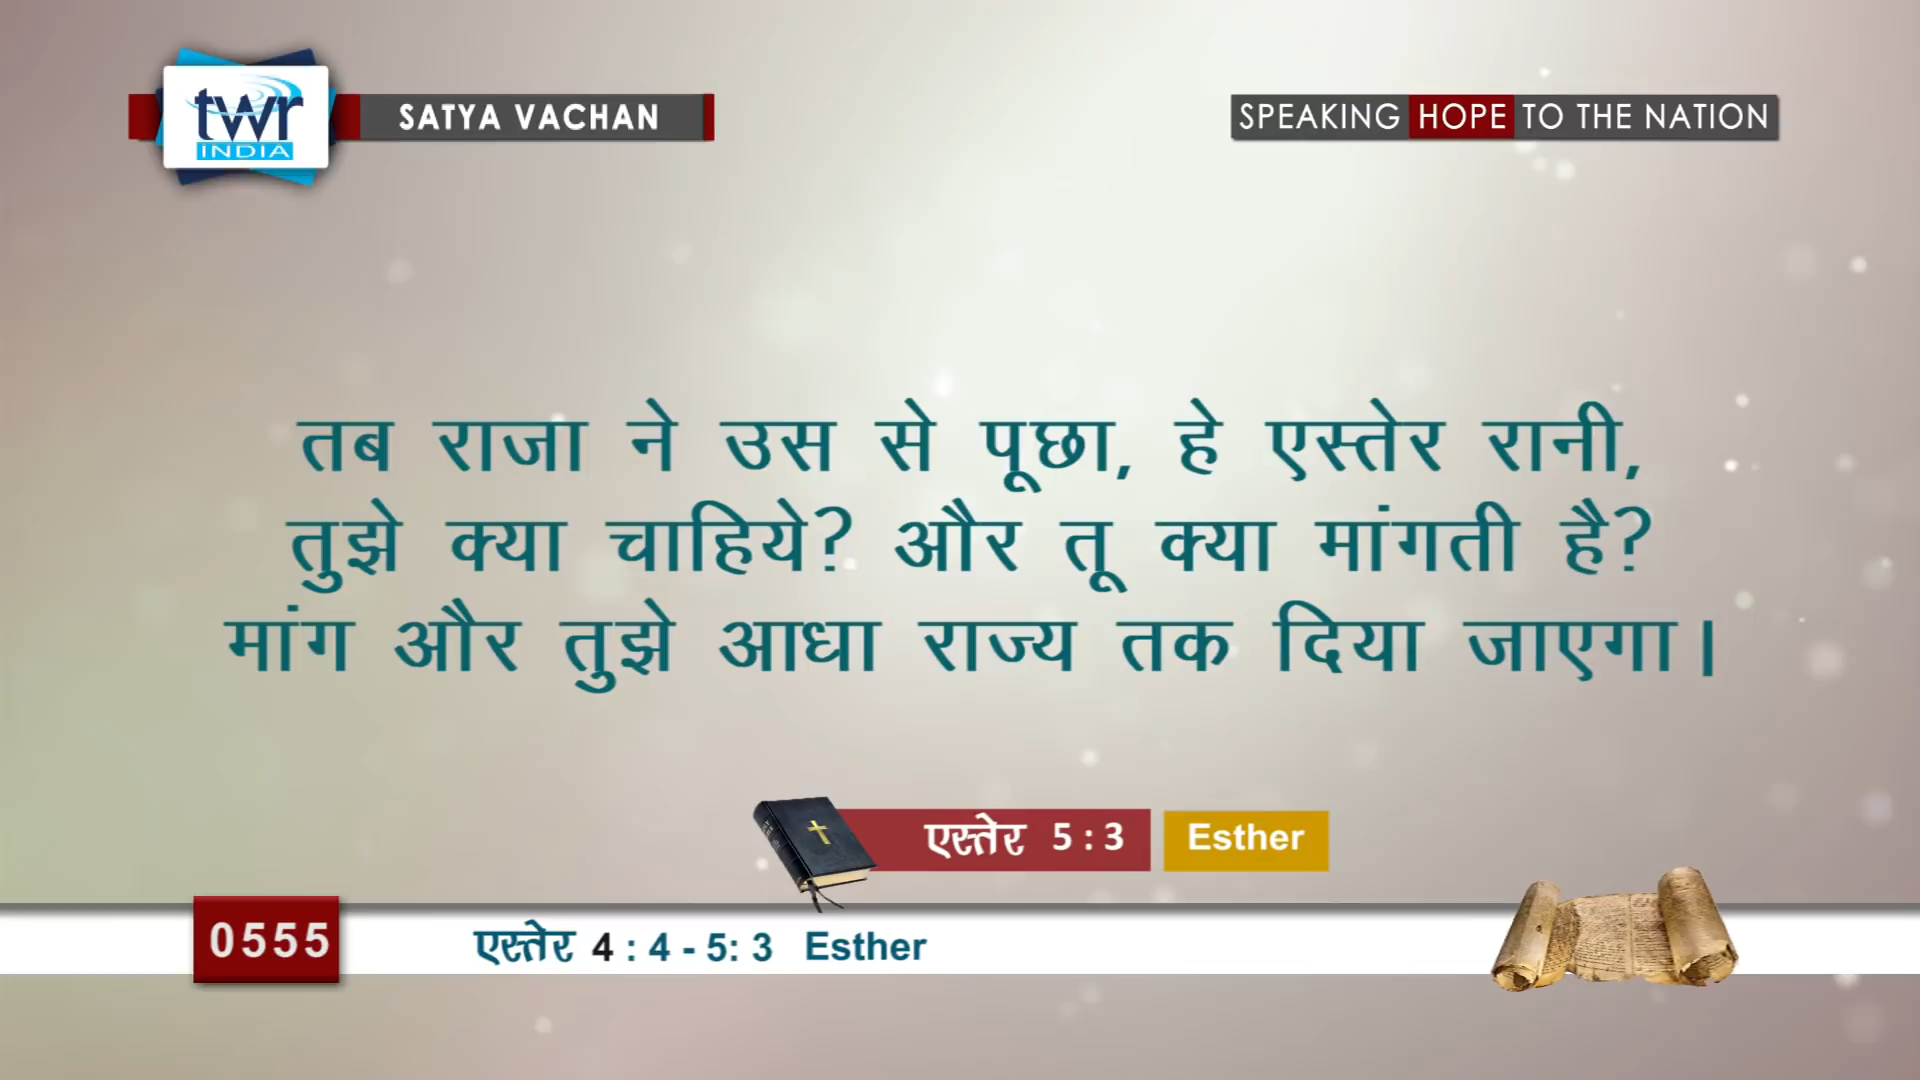 twr
INDIA
SATYA VACHAN
SPEAKING HOPE TO THE NATION
तब राजा ने उस से पूछा, हे एस्तेर रानी,
तुझे क्या चाहिये? और तू क्या मांगती है?
मांग और तुझे आधा राज्य तक दिया जाएगा।
एस्तेर 5 : 3 Esther
0555 एस्तेर 4 : 4 - 5: 3 Esther